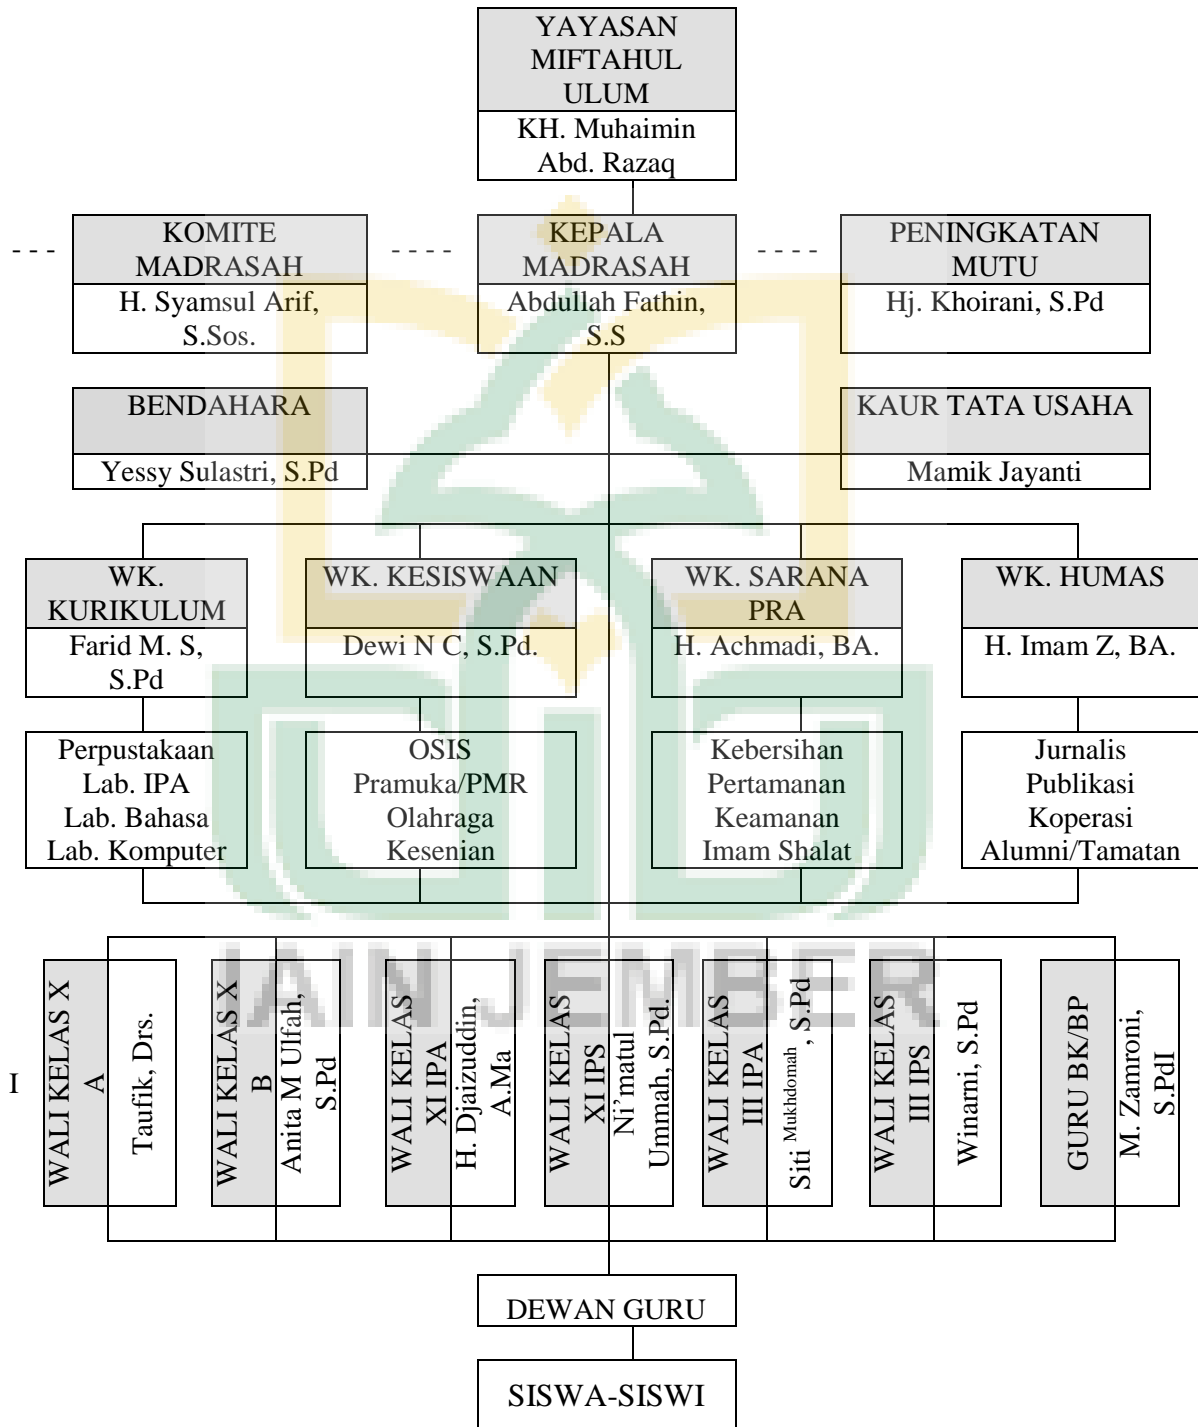 YAYASAN
MIFTAHUL
ULUM
KH. Muhaimin
Abd. Razaq
KOMITE
MADRASAH
H. Syamsul Arif,
S.Sos.
KEPALA
MADRASAH
Abdullah Fathin,
S.S
PENINGKATAN
MUTU
Hj. Khoirani, S.Pd
BENDAHARA
Yessy Sulastri, S.Pd
KAUR TATA USAHA
Mamik Jayanti
WK.
KURIKULUM
Farid M. S,
S.Pd
WK. KESISWAAN
Dewi N C, S.Pd.
WK. SARANA
PRA
H. Achmadi, BA.
WK. HUMAS
H. Imam Z, BA.
Perpustakaan
Lab. IPA
Lab. Bahasa
Lab. Komputer
OSIS
Pramuka/PMR
Olahraga
Kesenian
Kebersihan
Pertamanan
Keamanan
Imam Shalat
Jurnalis
Publikasi
Koperasi
Alumni/Tamatan
IAIN JEMBER
I
WALI KELAS X
A
Taufik, Drs.
WALI KELAS X
B
Anita M Ulfah,
S.Pd
WALI KELAS
XI IPA
H. Djaizuddin,
A.Ma
WALI KELAS
XI IPS
Ni’matul
Ummah, S.Pd.
WALI KELAS
III IPA
Siti Mukhdomah, S.Pd
WALI KELAS
III IPS
Winarni, S.Pd
GURU BK/BP
M. Zamroni,
S.PdI
DEWAN GURU
SISWA-SISWI